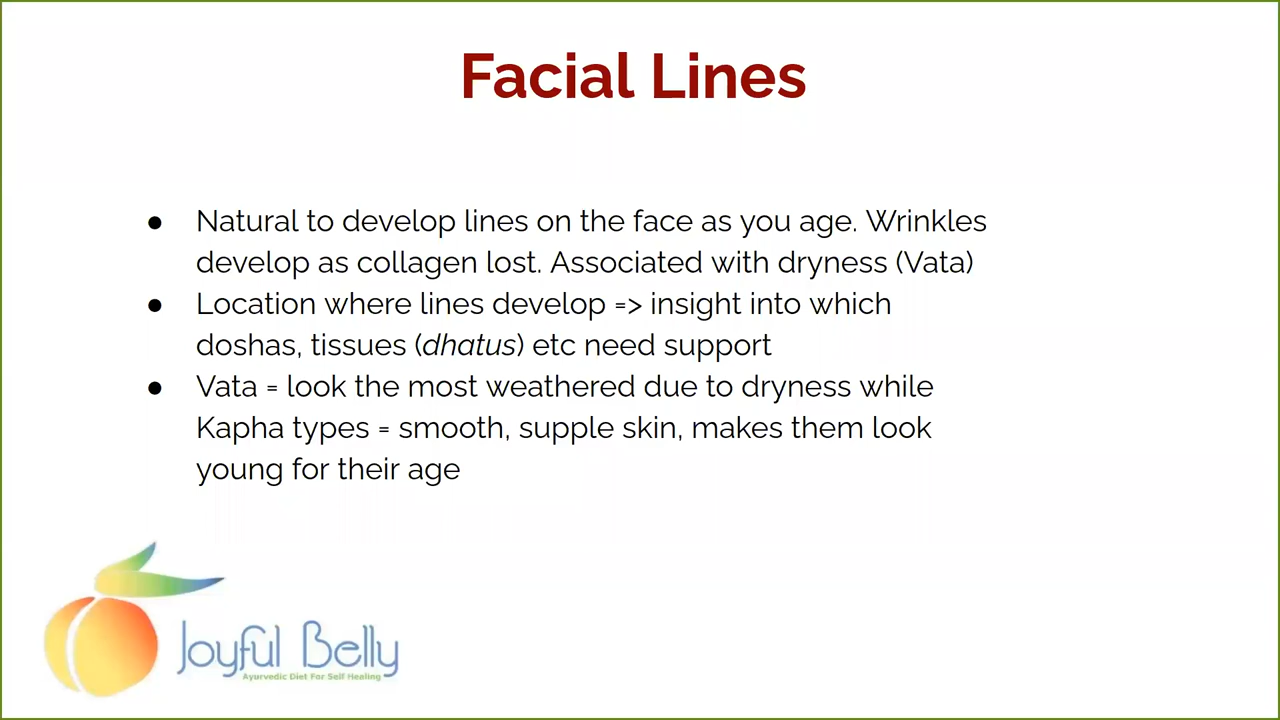 Facial Lines
● Natural to develop lines on the face as you age. Wrinkles
develop as collagen lost. Associated with dryness (Vata)
● Location where lines develop => insight into which
doshas, tissues (dhatus) etc need support
● Vata = look the most weathered due to dryness while
Kapha types = smooth, supple skin, makes them look
young for their age
Joyful Belly
Ayurvedic Diet For Self Healing